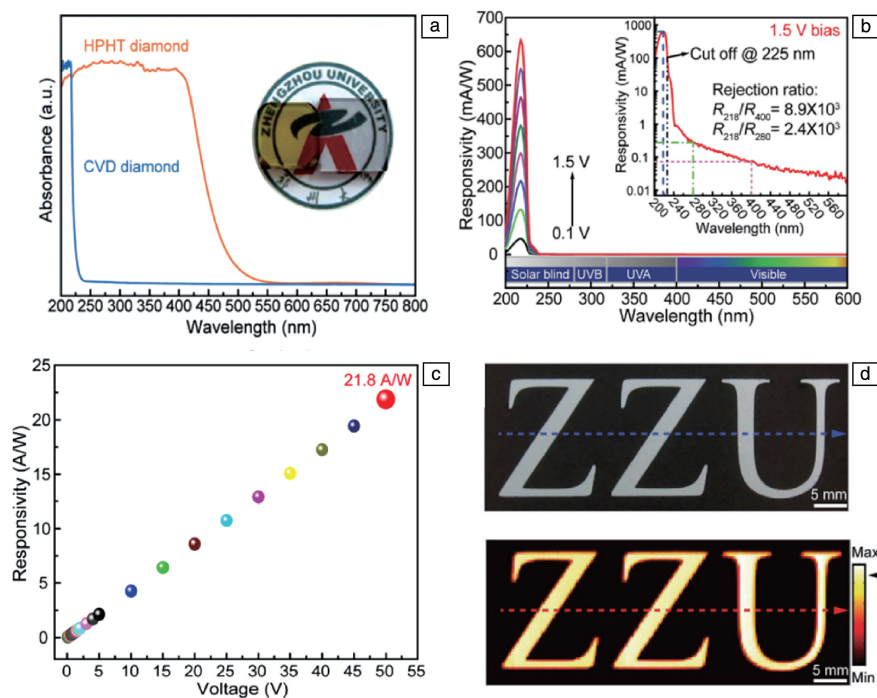 a
HPHT diamond
CVD diamond
ZHENGZHOU UNIVERSITY
Absorbance (a.u.)
200 250 300 350 400 450 500 550 600 650 700 750 800
Wavelength (nm)
b
700
600
500
400
300
200
100
0
Responsivity (mA/W)
1.5 V
0.1 V
Solar blind UVB UVA Visible
200 250 300 350 400 450 500 550 600
Wavelength (nm)
1000
100
10
1
0.1
0.01
Responsivity (mA/W)
1.5 V bias
Cut off @ 225 nm
Rejection ratio:
R218/R400= 8.9X10³
R218/R280= 2.4X10³
200 240 280 320 360 400 440 480 520 560
Wavelength (nm)
c
25
20
15
10
5
0
Responsivity (A/W)
21.8 A/W
0 5 10 15 20 25 30 35 40 45 50 55
Voltage (V)
d
ZZU
5 mm
ZZU
5 mm
Max
Min